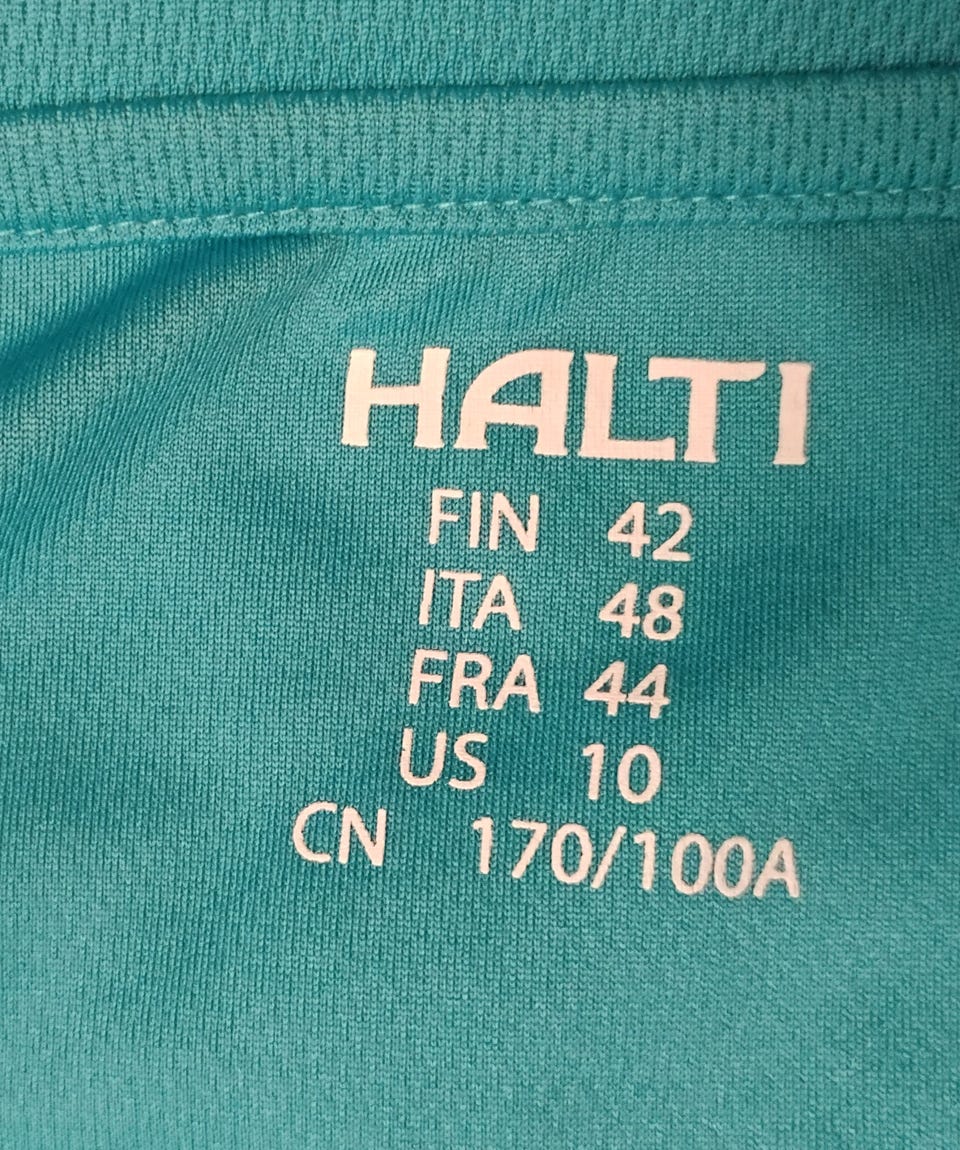 HALTI
FIN 42
ITA 48
FRA 44
US 10
CN 170/100A